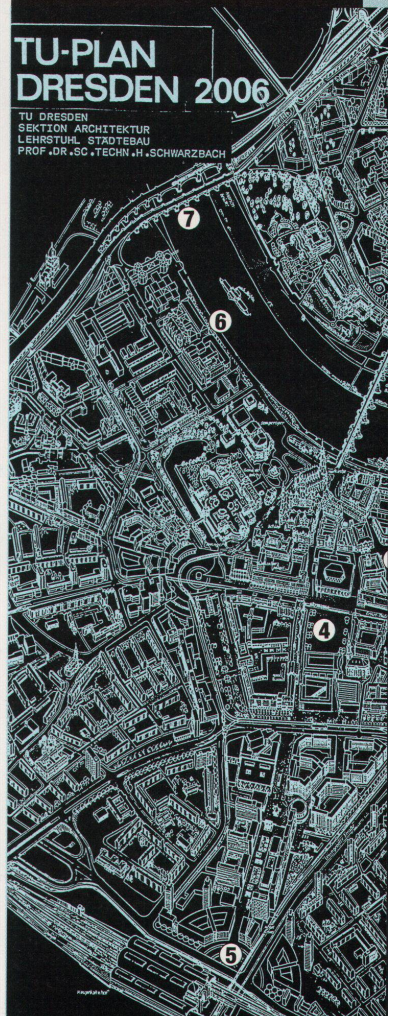 TU-PLAN
DRESDEN 2006
TU DRESDEN
SEKTION ARCHITEKTUR
LEHRSTUHL STÄDTEBAU
PROF.DR.SC.TECHN.H.SCHWARZBACH
7
6
4
5